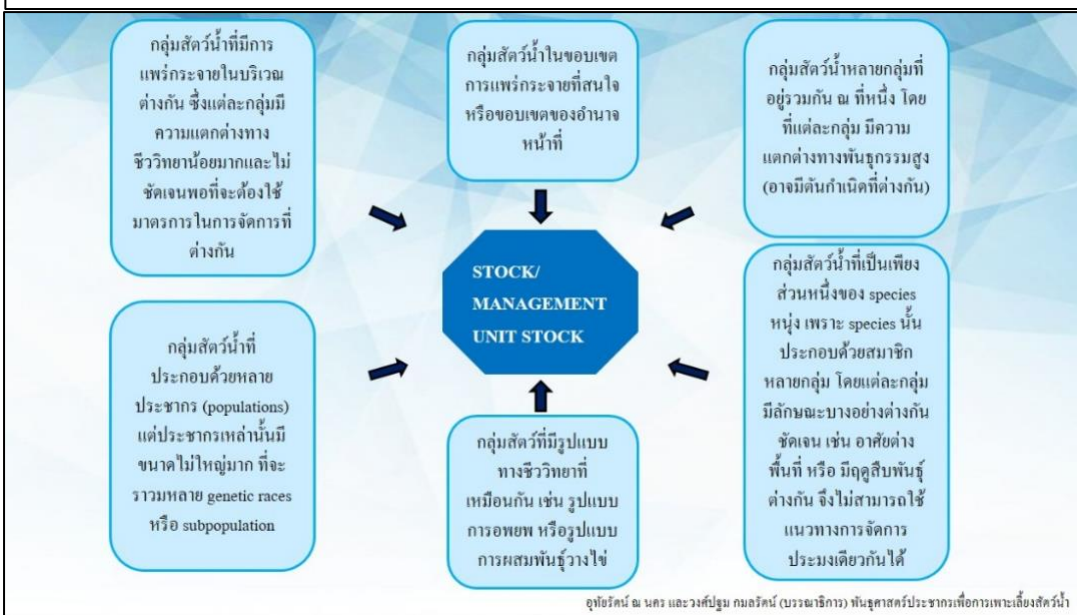 กลุ่มสัตว์น้ำที่มีการ
แพร่กระจายในบริเวณ
ต่างกัน ซึ่งแต่ละกลุ่มมี
ความแตกต่างทาง
ชีววิทยาน้อยมากและไม่
ชัดเจนพอที่จะต้องใช้
มาตรการในการจัดการที่
ต่างกัน
กลุ่มสัตว์น้ำในขอบเขต
การแพร่กระจายที่สนใจ
หรือขอบเขตของอำนาจ
หน้าที่
กลุ่มสัตว์น้ำหลายกลุ่มที่
อยู่รวมกัน ณ ที่หนึ่ง โดย
ที่แต่ละกลุ่ม มีความ
แตกต่างทางพันธุกรรมสูง
(อาจมีต้นกำเนิดที่ต่างกัน)
STOCK/
MANAGEMENT
UNIT STOCK
กลุ่มสัตว์น้ำที่
ประกอบด้วยหลาย
ประชากร (populations)
แต่ประชากรเหล่านั้นมี
ขนาดไม่ใหญ่มาก ที่จะ
ราวมหลาย genetic races
หรือ subpopulation
กลุ่มสัตว์ที่มีรูปแบบ
ทางชีววิทยาที่
เหมือนกัน เช่น รูปแบบ
การอพยพ หรือรูปแบบ
การผสมพันธุ์วางไข่
กลุ่มสัตว์น้ำที่เป็นเพียง
ส่วนหนึ่งของ species
หนุ่ง เพราะ species นั้น
ประกอบด้วยสมาชิก
หลายกลุ่ม โดยแต่ละกลุ่ม
มีลักษณะบางอย่างต่างกัน
ชัดเจน เช่น อาศัยต่าง
พื้นที่ หรือ มีฤดูสืบพันธุ์
ต่างกัน จึงไม่สามารถใช้
แนวทางการจัดการ
ประมงเดียวกันได้
อุทัยรัตน์ ณ นคร และวงศ์ปฐม กมลรัตน์ (บรรณาธิการ) พันธุศาสตร์ประชากรเพื่อการเพาะเลี้ยงสัตว์น้ำ